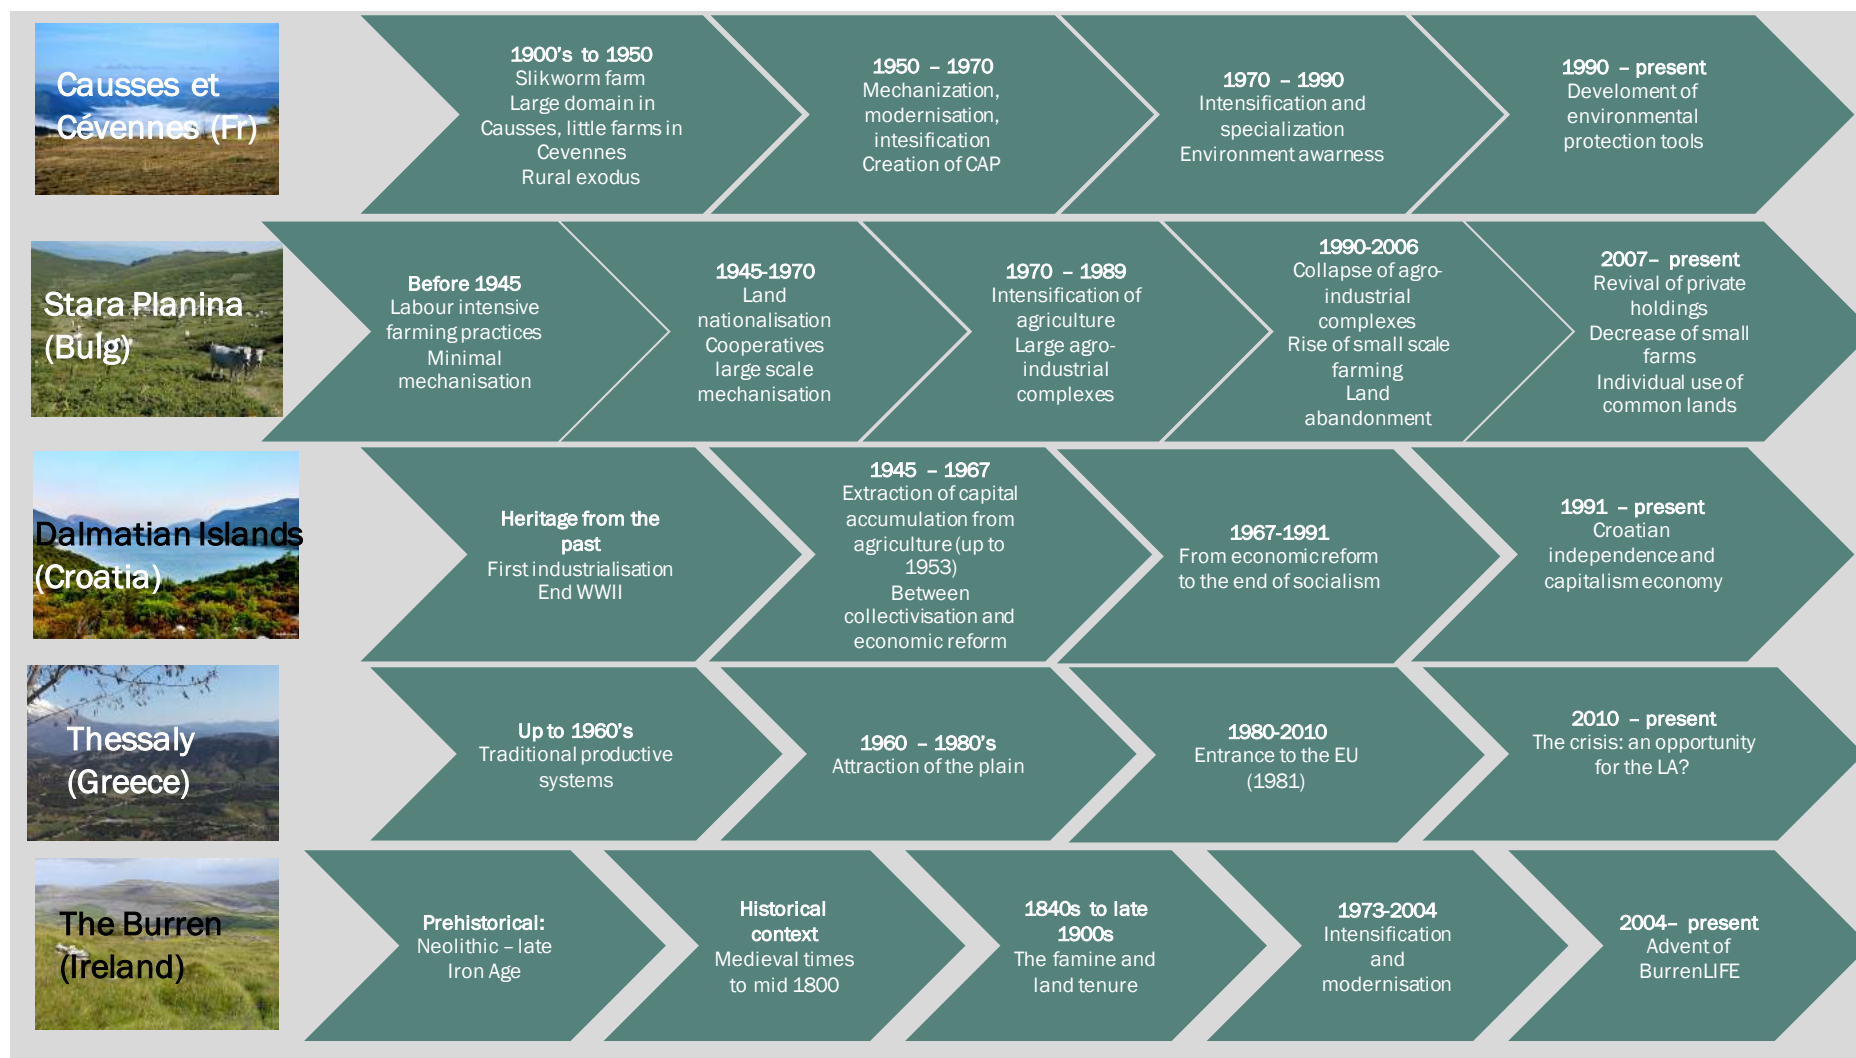 Causses et
Cévennes (Fr)
1900's to 1950
Slikworm farm
Large domain in
Causses, little farms in
Cevennes
Rural exodus
1950 – 1970
Mechanization,
modernisation,
intesification
Creation of CAP
1970 – 1990
Intensification and
specialization
Environment awarness
1990 – present
Develoment of
environmental
protection tools
Stara Planina
(Bulg)
Before 1945
Labour intensive
farming practices
Minimal
mechanisation
1945-1970
Land
nationalisation
Cooperatives
large scale
mechanisation
1970 – 1989
Intensification of
agriculture
Large agro-
industrial
complexes
1990-2006
Collapse of agro-
industrial
complexes
Rise of small scale
farming
Land
abandonment
2007– present
Revival of private
holdings
Decrease of small
farms
Individual use of
common lands
Dalmatian Islands
(Croatia)
Heritage from the
past
First industrialisation
End WWII
1945 – 1967
Extraction of capital
accumulation from
agriculture (up to
1953)
Between
collectivisation and
economic reform
1967-1991
From economic reform
to the end of socialism
1991 – present
Croatian
independence and
capitalism economy
Thessaly
(Greece)
Up to 1960's
Traditional productive
systems
1960 – 1980's
Attraction of the plain
1980-2010
Entrance to the EU
(1981)
2010 – present
The crisis: an opportunity
for the LA?
The Burren
(Ireland)
Prehistorical:
Neolithic – late
Iron Age
Historical
context
Medieval times
to mid 1800
1840s to late
1900s
The famine and
land tenure
1973-2004
Intensification
and
modernisation
2004– present
Advent of
BurrenLIFE